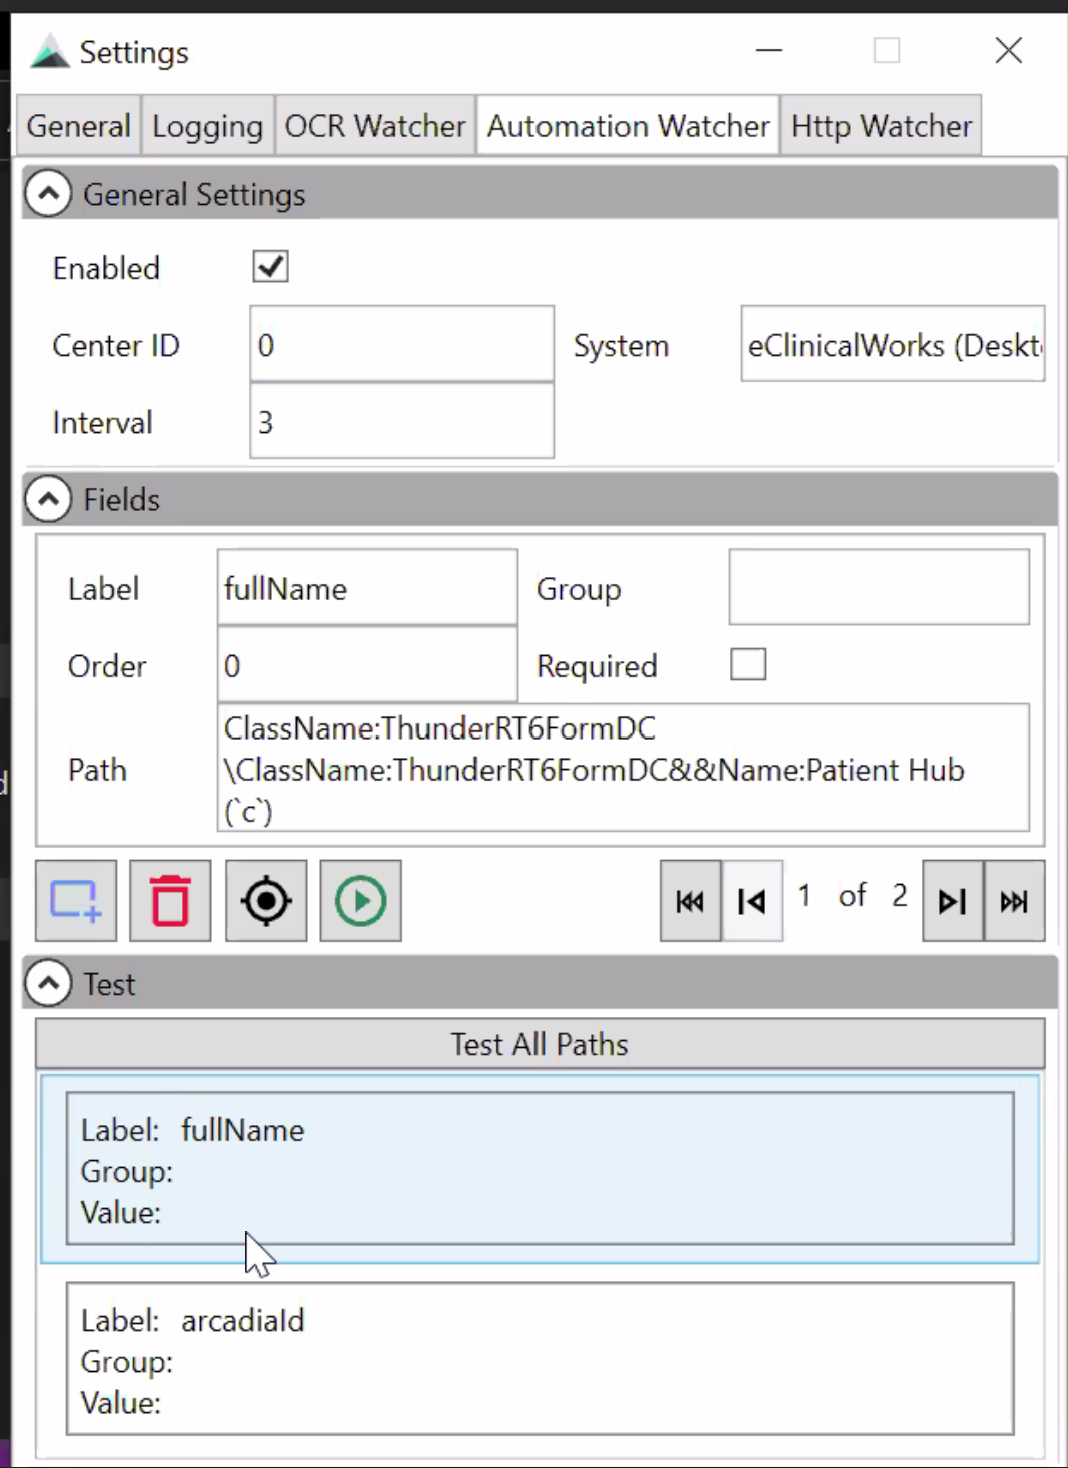 Settings
General Logging OCR Watcher Automation Watcher Http Watcher
General Settings
Enabled
Center ID 0 System eClinicalWorks (Deskt
Interval 3
Fields
Label fullName Group
Order 0 Required
Path ClassName:ThunderRT6FormDC
\ClassName:ThunderRT6FormDC&&Name:Patient Hub
(`c`)
1 of 2
Test
Test All Paths
Label: fullName
Group:
Value:
Label: arcadiaId
Group:
Value: